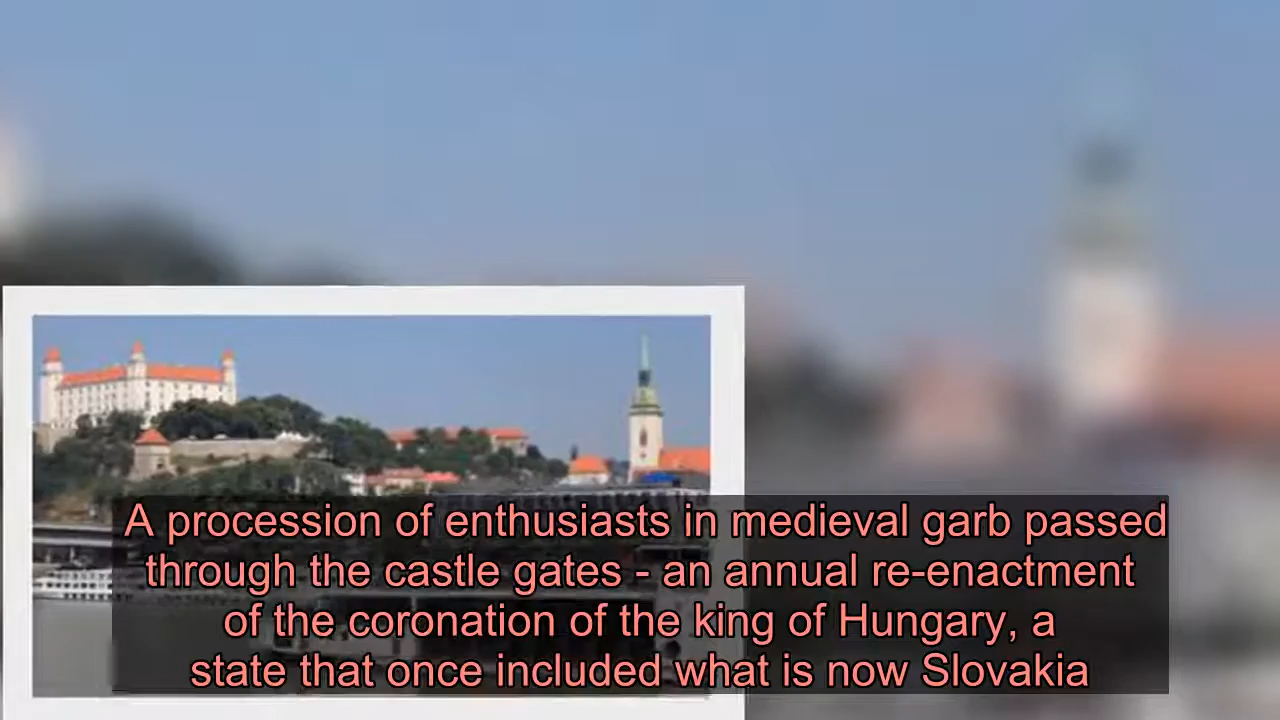 A procession of enthusiasts in medieval garb passed
through the castle gates - an annual re-enactment
of the coronation of the king of Hungary, a
state that once included what is now Slovakia